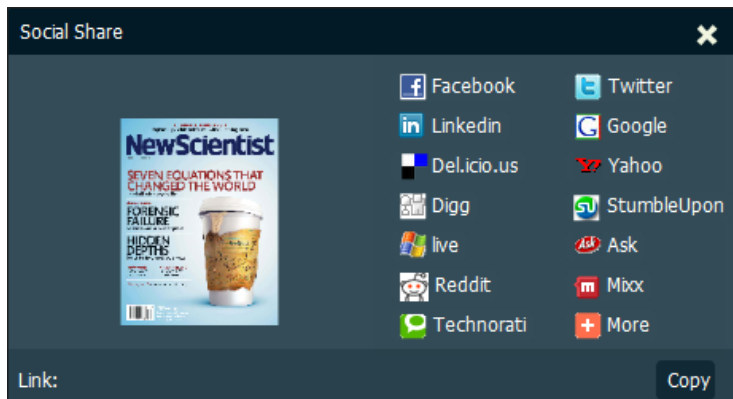 Social Share
NewScientist
SEVEN EQUATIONS THAT
CHANGED THE WORLD
FORENSIC
FAILURE
HIDDEN
DEPTHS
Facebook
Twitter
Linkedin
Google
Del.icio.us
Yahoo
Digg
StumbleUpon
live
Ask
Reddit
Mixx
Technorati
More
Link:
Copy